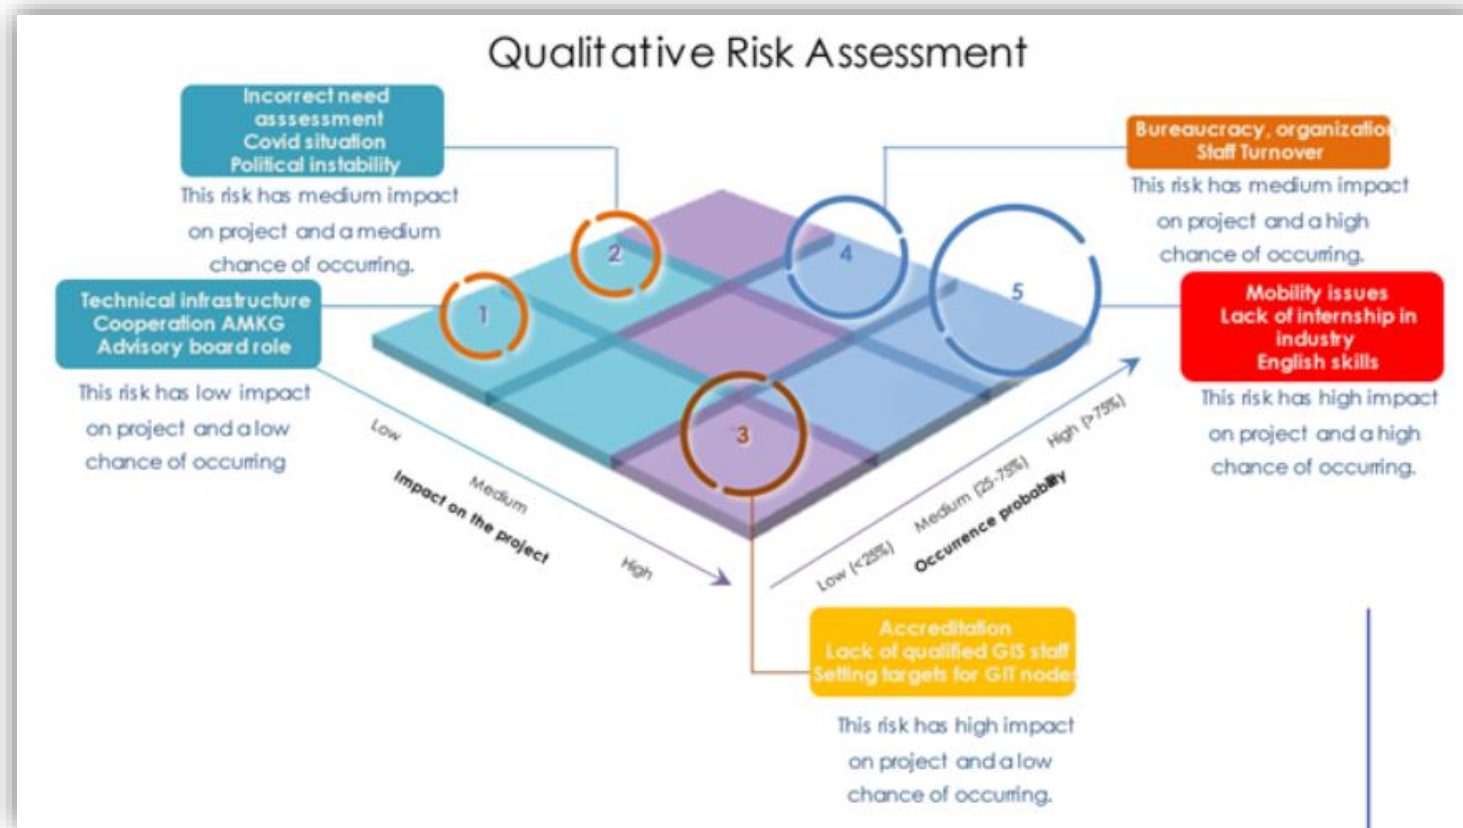 Qualitative Risk Assessment
Incorrect need
asssessment
Covid situation
Political instability
This risk has medium impact
on project and a medium
chance of occurring.
Technical infrastructure
Cooperation AMKG
Advisory board role
This risk has low impact
on project and a low
chance of occurring
Bureaucracy, organization
Staff Turnover
This risk has medium impact
on project and a high
chance of occurring.
Mobility issues
Lack of internship in
industry
English skills
This risk has high impact
on project and a high
chance of occurring.
1
2
3
4
5
Low
Medium
High
Impact on the project
Low (<25%)
Medium (25-75%)
High (>75%)
Occurrence probability
Accreditation
Lack of qualified GIS staff
Setting targets for GIT nodes
This risk has high impact
on project and a low
chance of occurring.